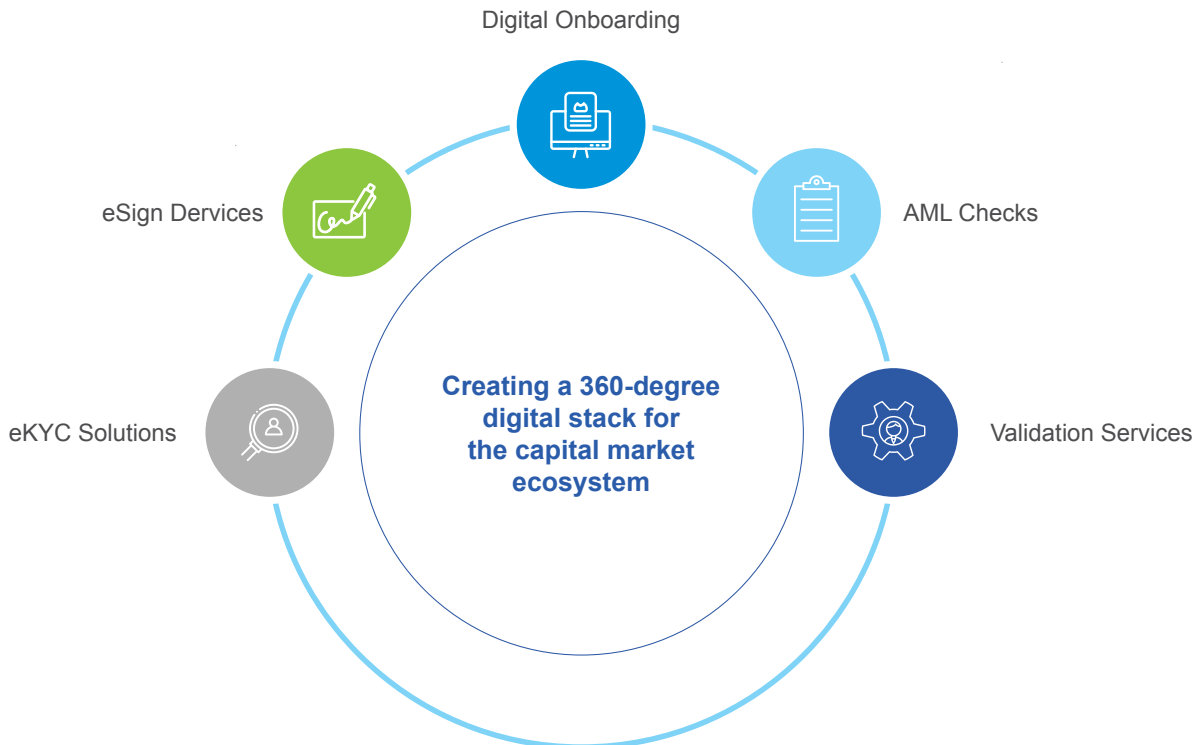 Digital Onboarding
eSign Dervices
AML Checks
Creating a 360-degree
digital stack for
the capital market
ecosystem
eKYC Solutions
Validation Services